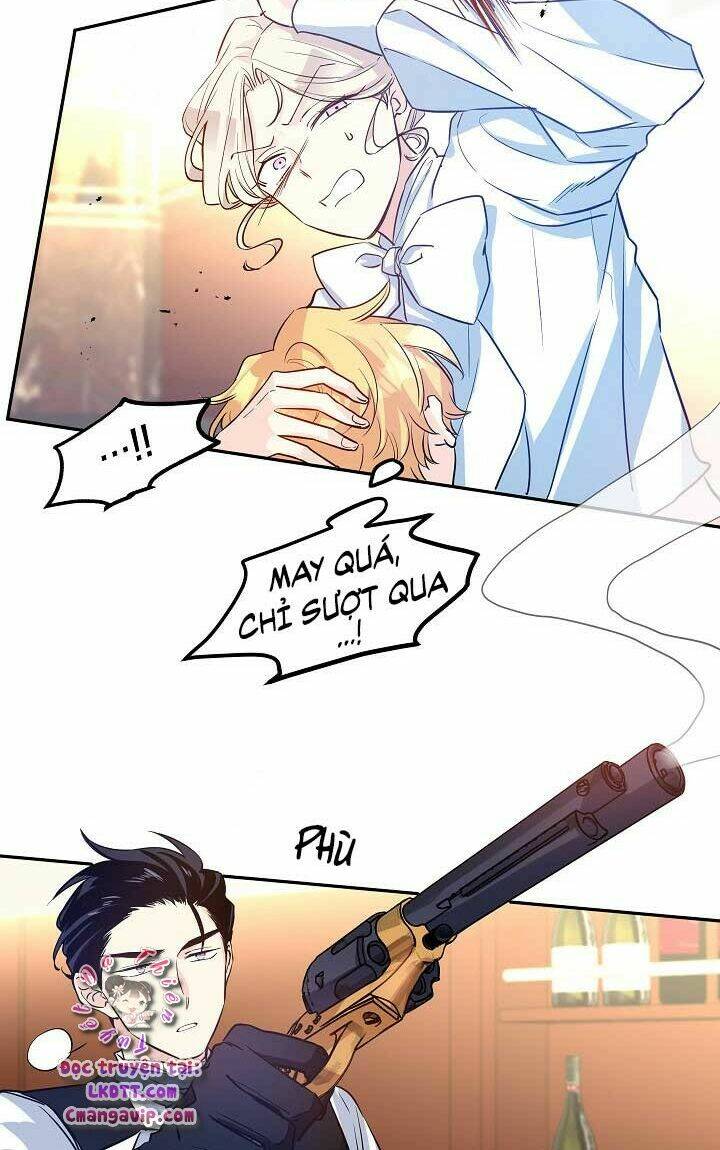 ...!!
MAY QUÁ,
CHỈ SƯỢT QUA
...!
PHÙ
Đọc truyện tại:
LKDTT.com
Cmangavip.com